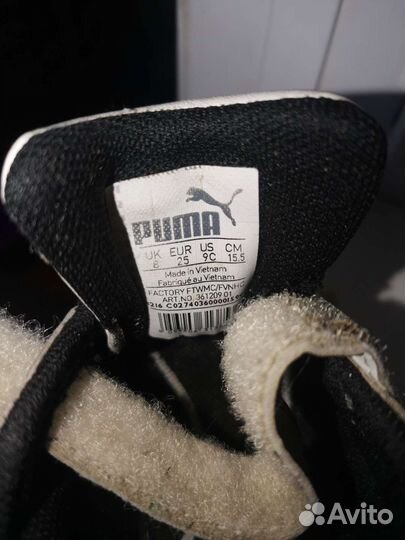 PUMA
UK EUR US CM
8 25 9C 15.5
Made in Vietnam
Fabriqué au Vietnam
FACTORY FTWMC/FVNHG
ART.NO. 361209 01
Avito